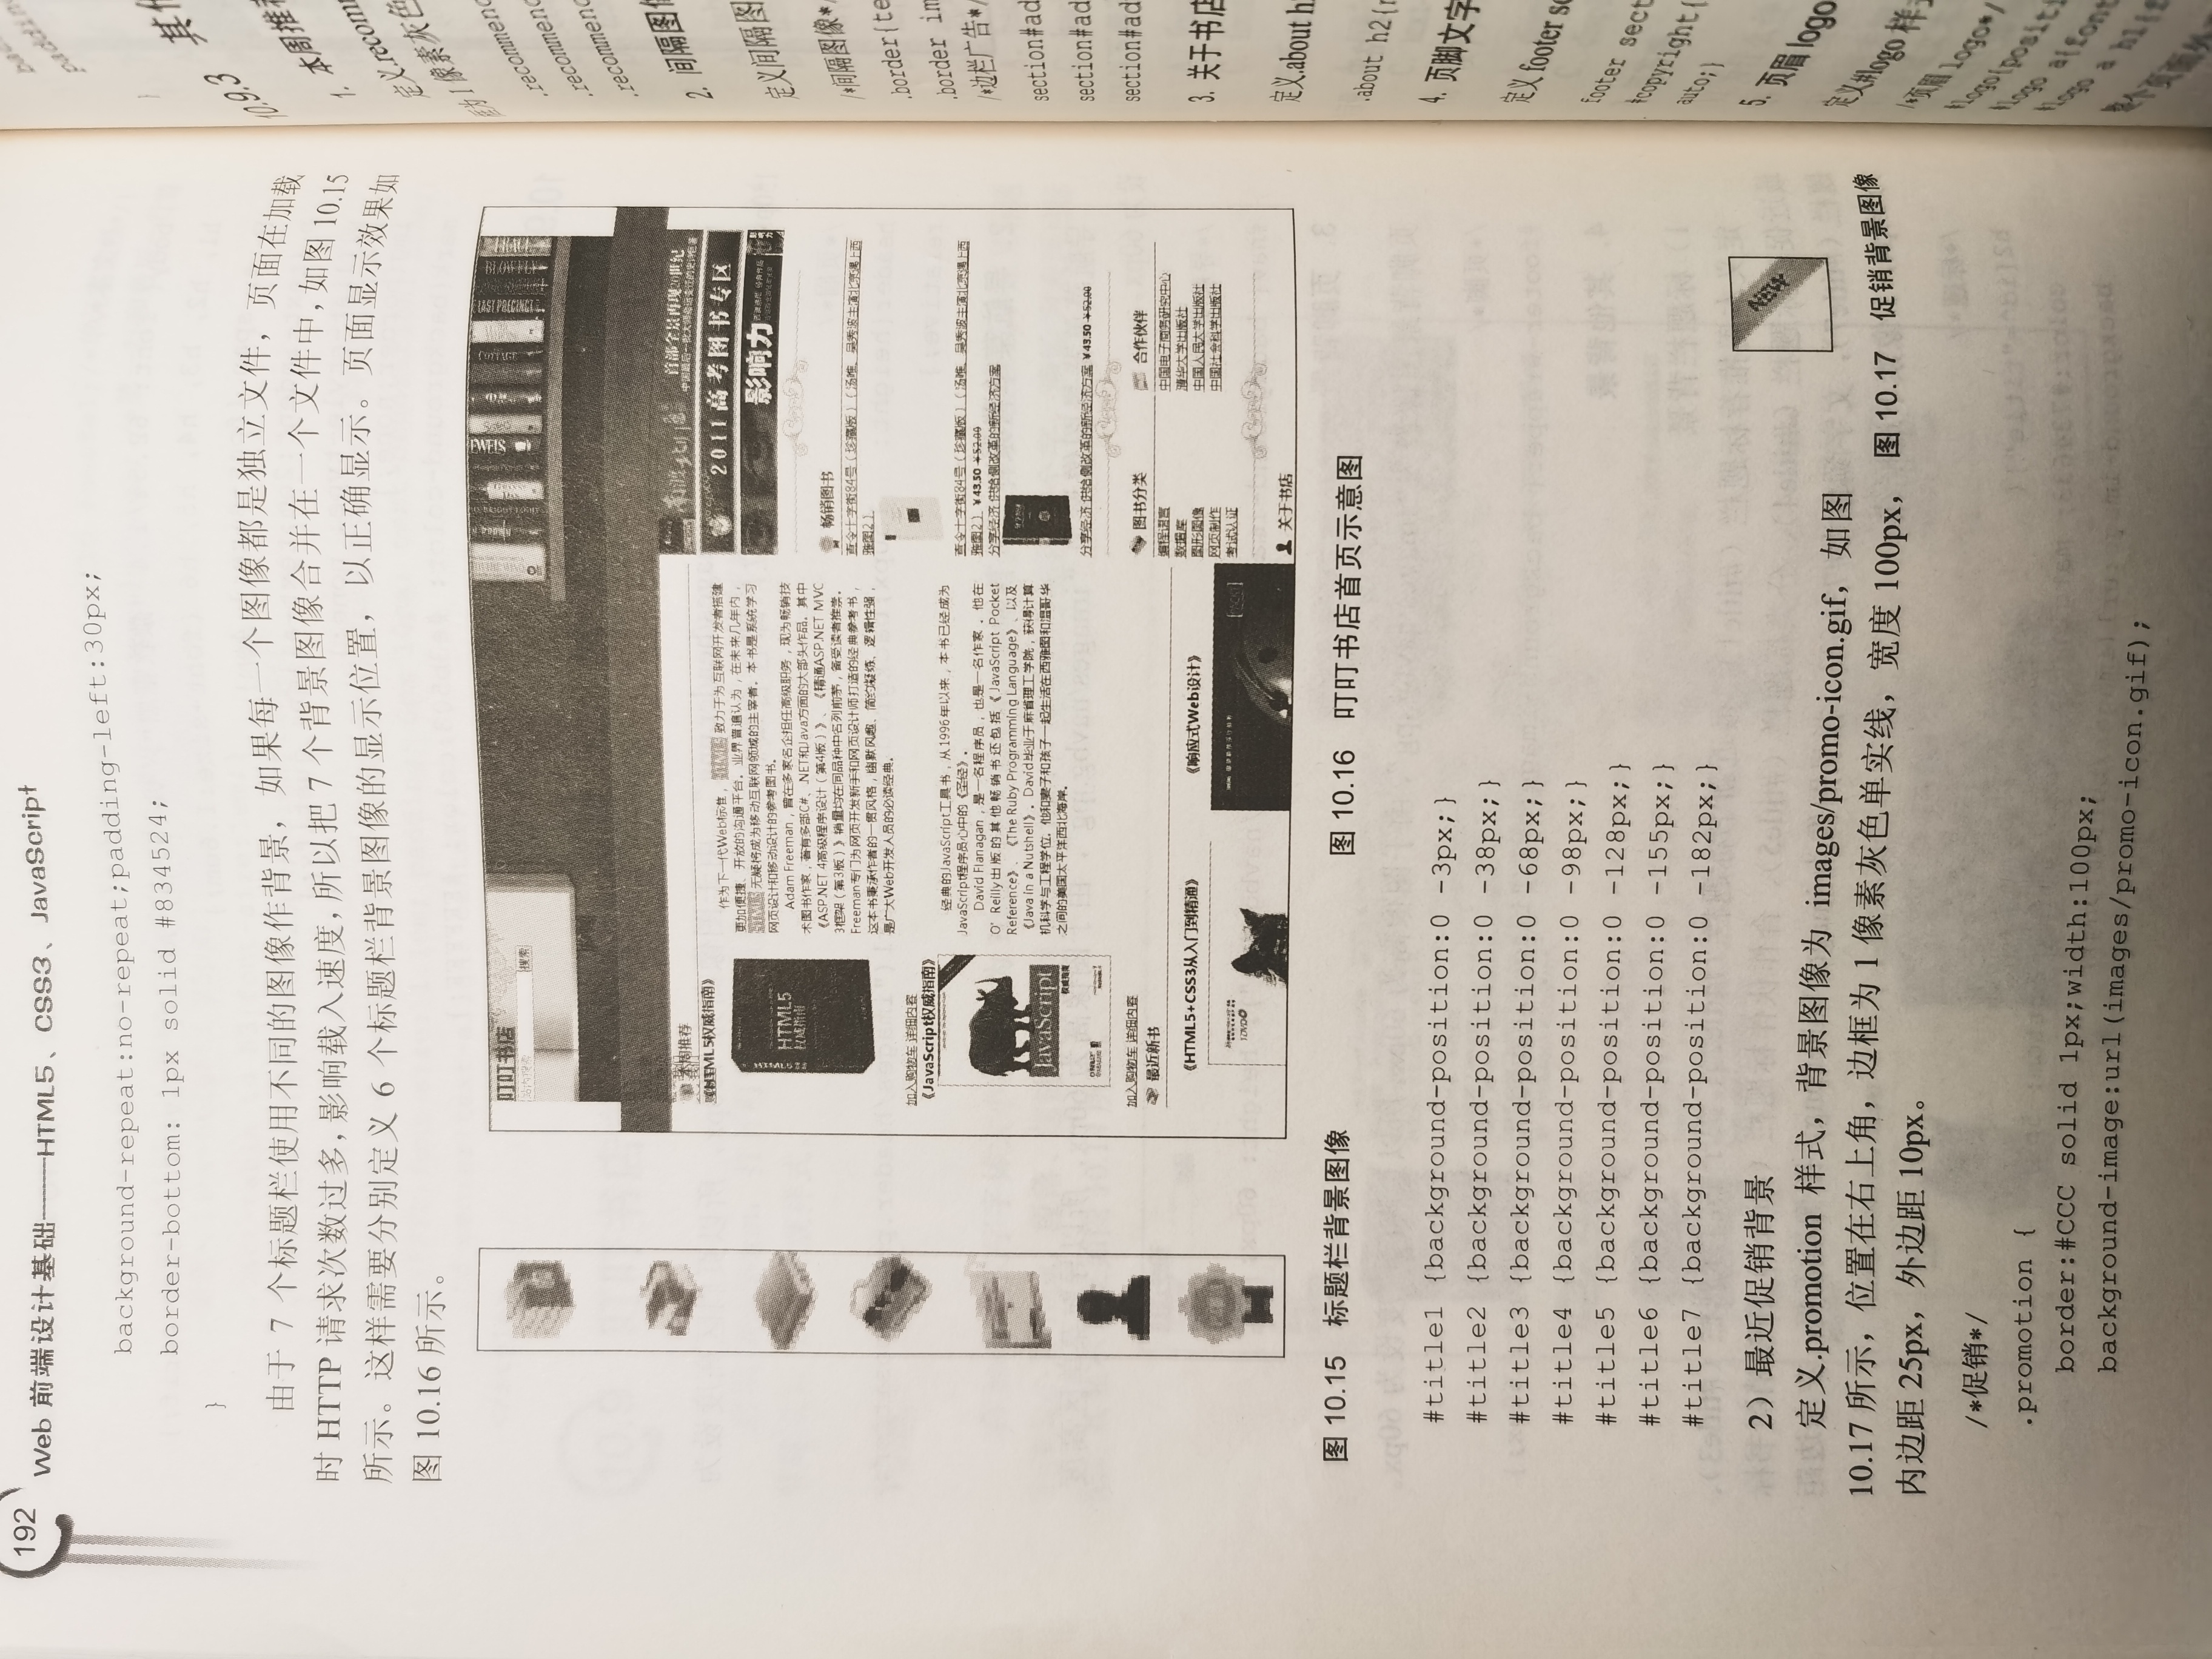 192
Web 前端设计基础——HTML5、CSS3、JavaScript
background-repeat:no-repeat;padding-left:30px;
border-bottom: 1px solid #834524;
}
由于 7 个标题栏使用不同的图像作背景，如果每一个图像都是独立文件，页面在加载
时 HTTP 请求次数过多，影响载入速度，所以把 7 个背景图像合并在一个文件中，如图 10.15
所示。这样需要分别定义 6 个标题栏背景图像的显示位置，以正确显示。页面显示效果如
图 10.16 所示。
叮叮书店
站内搜索 搜索
本周推荐
《HTML5权威指南》
HTML5
权威指南
作为下一代Web标准，HTML5 致力于为互联网开发者搭建
更加便捷、开放的沟通平台。业界普遍认为，在未来几年内，
HTML5 无疑将成为移动互联网领域的主宰者。本书是系统学习
网页设计和移动设计的参考图书。
Adam Freeman，曾在多家名企担任高级职务，现为畅销技
术图书作家，著有多部C#、.NET和Java方面的大部头作品。其中
《ASP.NET 4高级程序设计（第4版）》、《精通ASP.NET MVC
3框架（第3版）》销量均在同品种中名列前茅，备受读者推崇。
Freeman专门为网页开发新手和网页设计师打造的经典参考书，
这本书秉承作者的一贯风格，幽默风趣、简约凝练、逻辑性强，
是广大Web开发人员的必读经典。
加入购物车 详细内容
《JavaScript权威指南》
JavaScript
权威指南
经典的JavaScript工具书，从1996年以来，本书已经成为
JavaScript程序员心中的《圣经》。
David Flanagan，是一名程序员，也是一名作家。他在
O' Reilly出版的其他畅销书还包括《JavaScript Pocket
Reference》、《The Ruby Programming Language》、以及
《Java in a Nutshell》。David毕业于麻省理工学院，获得计算
机科学与工程学位。他和妻子和孩子一起生活在西雅图和温哥华
之间的美国太平洋西北海岸。
加入购物车 详细内容
最近新书
《HTML5+CSS3从入门到精通》
《响应式Web设计》
1DVD
南渡北归
首部全景再现20世纪
中国最后一批大师命运变迁的史诗巨著
2011高考图书专区
影响力
畅销图书
查令十字街84号（珍藏版）（汤唯、吴秀波主演北京遇上西
雅图2）
查令十字街84号（珍藏版）（汤唯、吴秀波主演北京遇上西
雅图2）￥43.50 ￥52.00
分享经济 供给侧改革的新经济方案
分享经济 供给侧改革的新经济方案￥43.50 ￥52.00
图书分类
编程语言
数据库
图形图像
网页制作
考试认证
合作伙伴
中国电子商务研究中心
清华大学出版社
中国人民大学出版社
中国社会科学出版社
关于书店
图 10.15 标题栏背景图像
图 10.16 叮叮书店首页示意图
#title1 {background-position:0 -3px;}
#title2 {background-position:0 -38px;}
#title3 {background-position:0 -68px;}
#title4 {background-position:0 -98px;}
#title5 {background-position:0 -128px;}
#title6 {background-position:0 -155px;}
#title7 {background-position:0 -182px;}
2）最近促销背景
定义.promotion 样式，背景图像为 images/promo-icon.gif，如图
10.17 所示，位置在右上角，边框为 1 像素灰色单实线，宽度 100px，
内边距 25px，外边距 10px。
NEW
图 10.17 促销背景图像
/*促销*/
.promotion {
border:#CCC solid 1px;width:100px;
background-image:url(images/promo-icon.gif);
10.9.3
1. 本周推荐
定义.recomm
框为 1 像素灰色
.recommend
.recommend
.recommend
2. 间隔图像
定义间隔图
/*间隔图像*/
.border{te
.border im
/*边栏广告*/
section#ad
section#ad
section#ad
3. 关于书店
定义.about h
.about h2{
4. 页脚文字
定义 footer se
footer sect
#copyright{
auto;}
5. 页眉 logo
定义#logo 样式
/*页眉 logo*/
#logo{positi
#logo a{font
#logo a h1{f